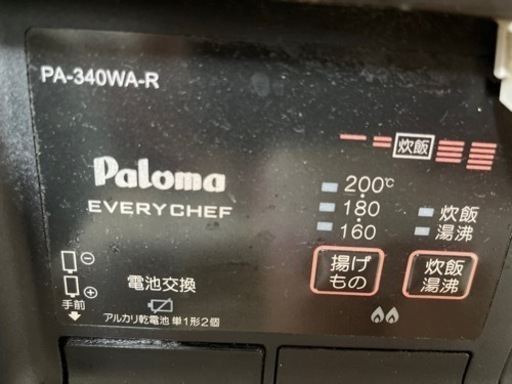 PA-340WA-R
炊飯
Paloma
EVERYCHEF
200℃
180
160
炊飯
湯沸
揚げ
もの
炊飯
湯沸
⊖
⊕
手前
電池交換
アルカリ乾電池 単1形2個